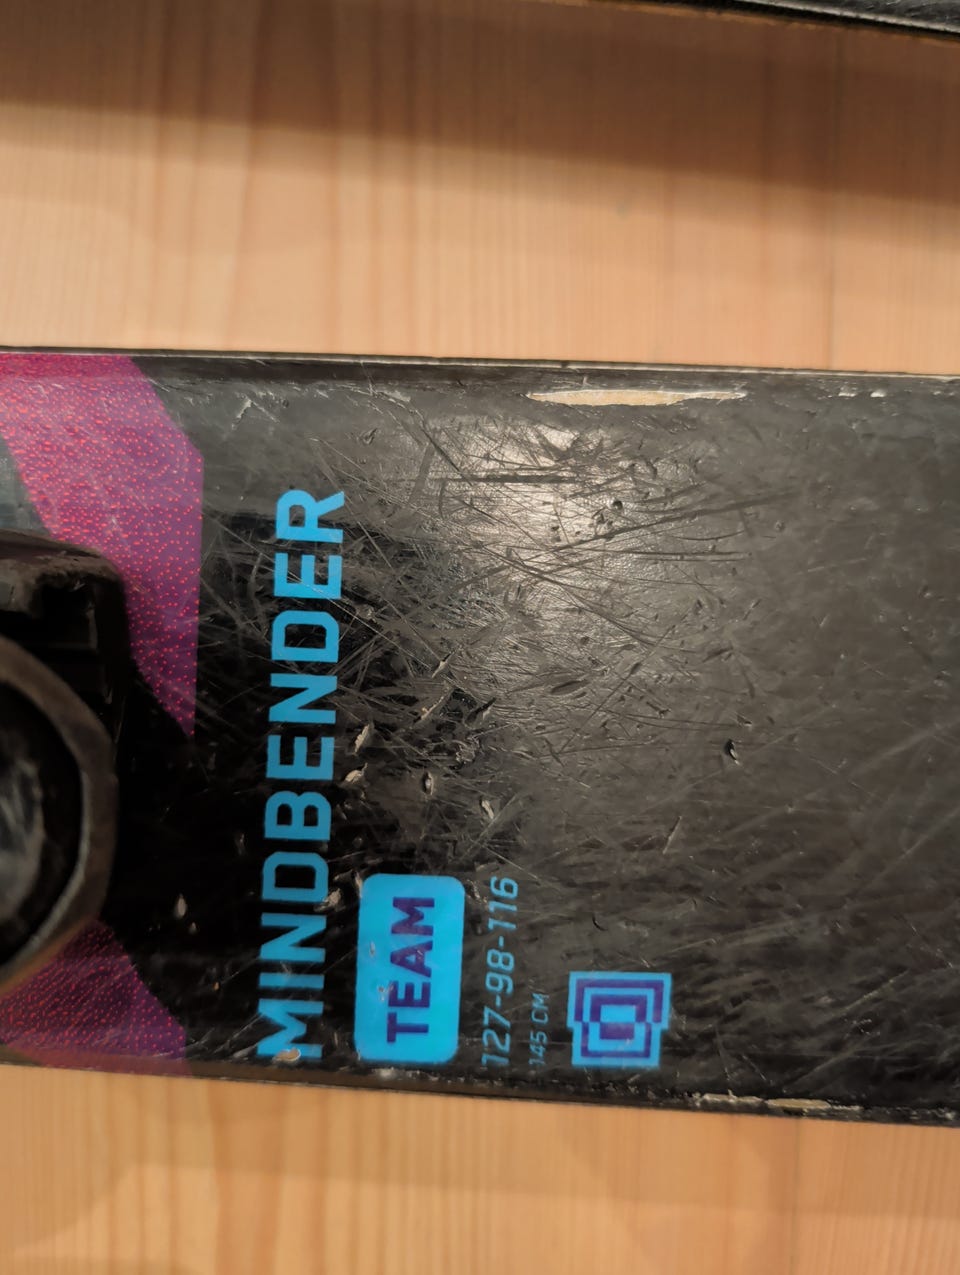 MINDBENDER
TEAM
127-98-116
145 CM